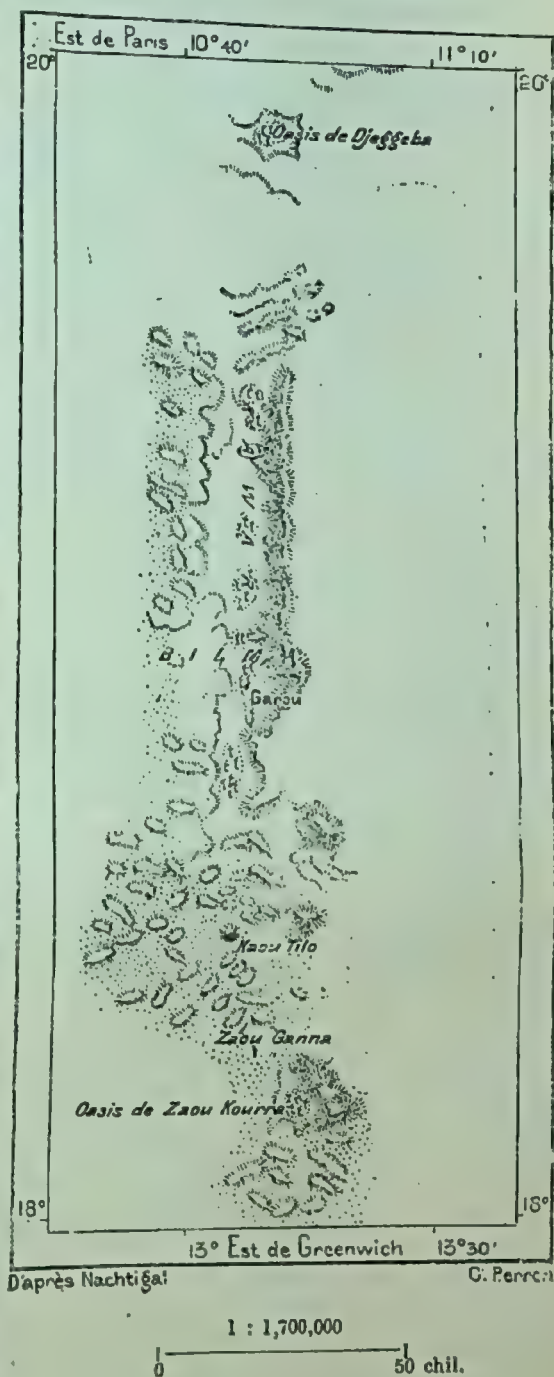 Est de Paris 10°40' 11°10'
20° 20°
Oasis de Djeggeba
Vée M
B I L M A
Garou
Kaou Tilo
Zaou Ganna
Oasis de Zaou Kourra
18° 18°
13° Est de Greenwich 13°30'
D'après Nachtigal C. Perron
1 : 1,700,000
0 50 chil.